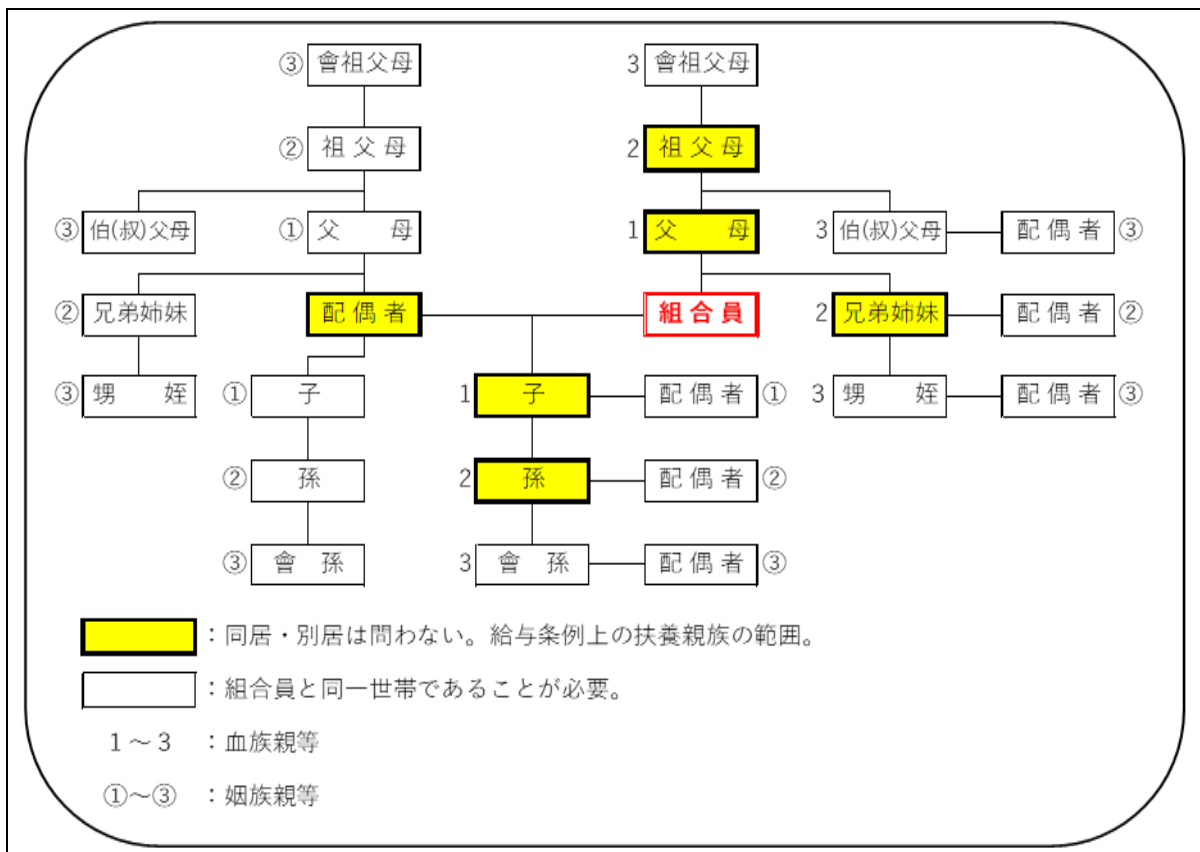 ③ 會祖父母 3 會祖父母
② 祖父母 2 祖父母
③ 伯(叔)父母 ① 父 母 1 父 母 3 伯(叔)父母 配偶者 ③
② 兄弟姉妹 配偶者 組合員 2 兄弟姉妹 配偶者 ②
③ 甥 姪 ① 子 1 子 配偶者 ① 3 甥 姪 配偶者 ③
② 孫 2 孫 配偶者 ②
③ 會 孫 3 會 孫 配偶者 ③
：同居・別居は問わない。給与条例上の扶養親族の範囲。
：組合員と同一世帯であることが必要。
1～3 ：血族親等
①～③ ：姻族親等